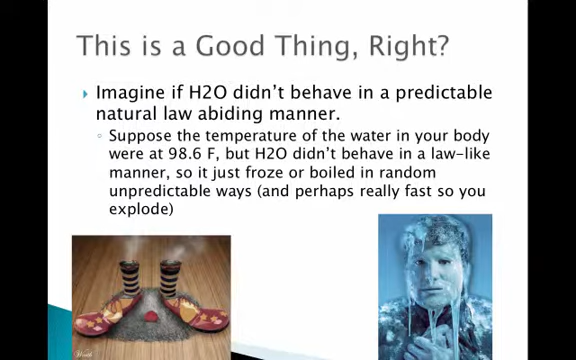 This is a Good Thing, Right?
Imagine if H2O didn't behave in a predictable
natural law abiding manner.
Suppose the temperature of the water in your body
were at 98.6 F, but H2O didn't behave in a law-like
manner, so it just froze or boiled in random
unpredictable ways (and perhaps really fast so you
explode)